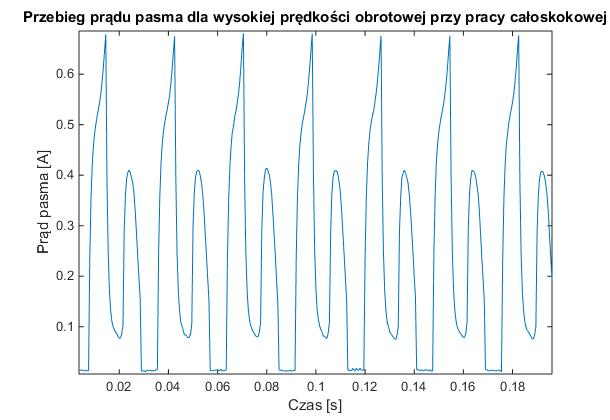 Przebieg prądu pasma dla wysokiej prędkości obrotowej przy pracy całoskokowej
Prąd pasma [A]
0.6
0.5
0.4
0.3
0.2
0.1
0.02 0.04 0.06 0.08 0.1 0.12 0.14 0.16 0.18
Czas [s]